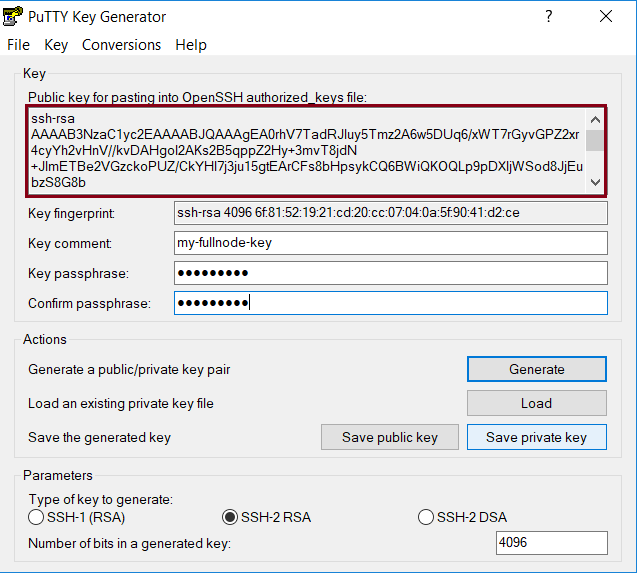 PuTTY Key Generator
?
File Key Conversions Help
Key
Public key for pasting into OpenSSH authorized_keys file:
ssh-rsa
AAAAB3NzaC1yc2EAAAABJQAAAgEA0rhV7TadRJluy5Tmz2A6w5DUq6/xWT7rGyvGPZ2xr
4cyYh2vHnV//kvDAHgol2AKs2B5qppZ2Hy+3mvT8jdN
+JlmETBe2VGzckoPUZ/CkYHI7j3ju15gtEArCFs8bHpsykCQ6BWiQKOQLp9pDXljWSod8JjEu
bzS8G8b
Key fingerprint:
ssh-rsa 4096 6f:81:52:19:21:cd:20:cc:07:04:0a:5f:90:41:d2:ce
Key comment:
my-fullnode-key
Key passphrase:
Confirm passphrase:
Actions
Generate a public/private key pair
Generate
Load an existing private key file
Load
Save the generated key
Save public key
Save private key
Parameters
Type of key to generate:
SSH-1 (RSA)
SSH-2 RSA
SSH-2 DSA
Number of bits in a generated key:
4096